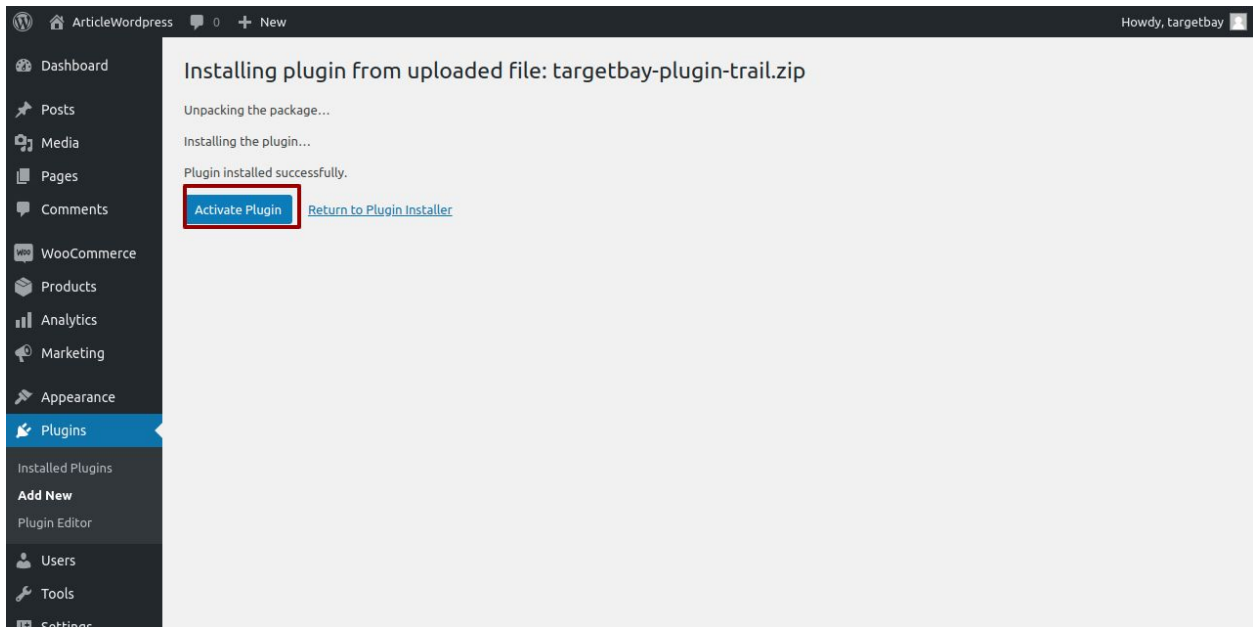 ArticleWordpress 0 New Howdy, targetbay
Dashboard
Posts
Media
Pages
Comments
WOO WooCommerce
Products
Analytics
Marketing
Appearance
Plugins
Installed Plugins
Add New
Plugin Editor
Users
Tools
Settings
Installing plugin from uploaded file: targetbay-plugin-trail.zip
Unpacking the package…
Installing the plugin…
Plugin installed successfully.
Activate Plugin Return to Plugin Installer